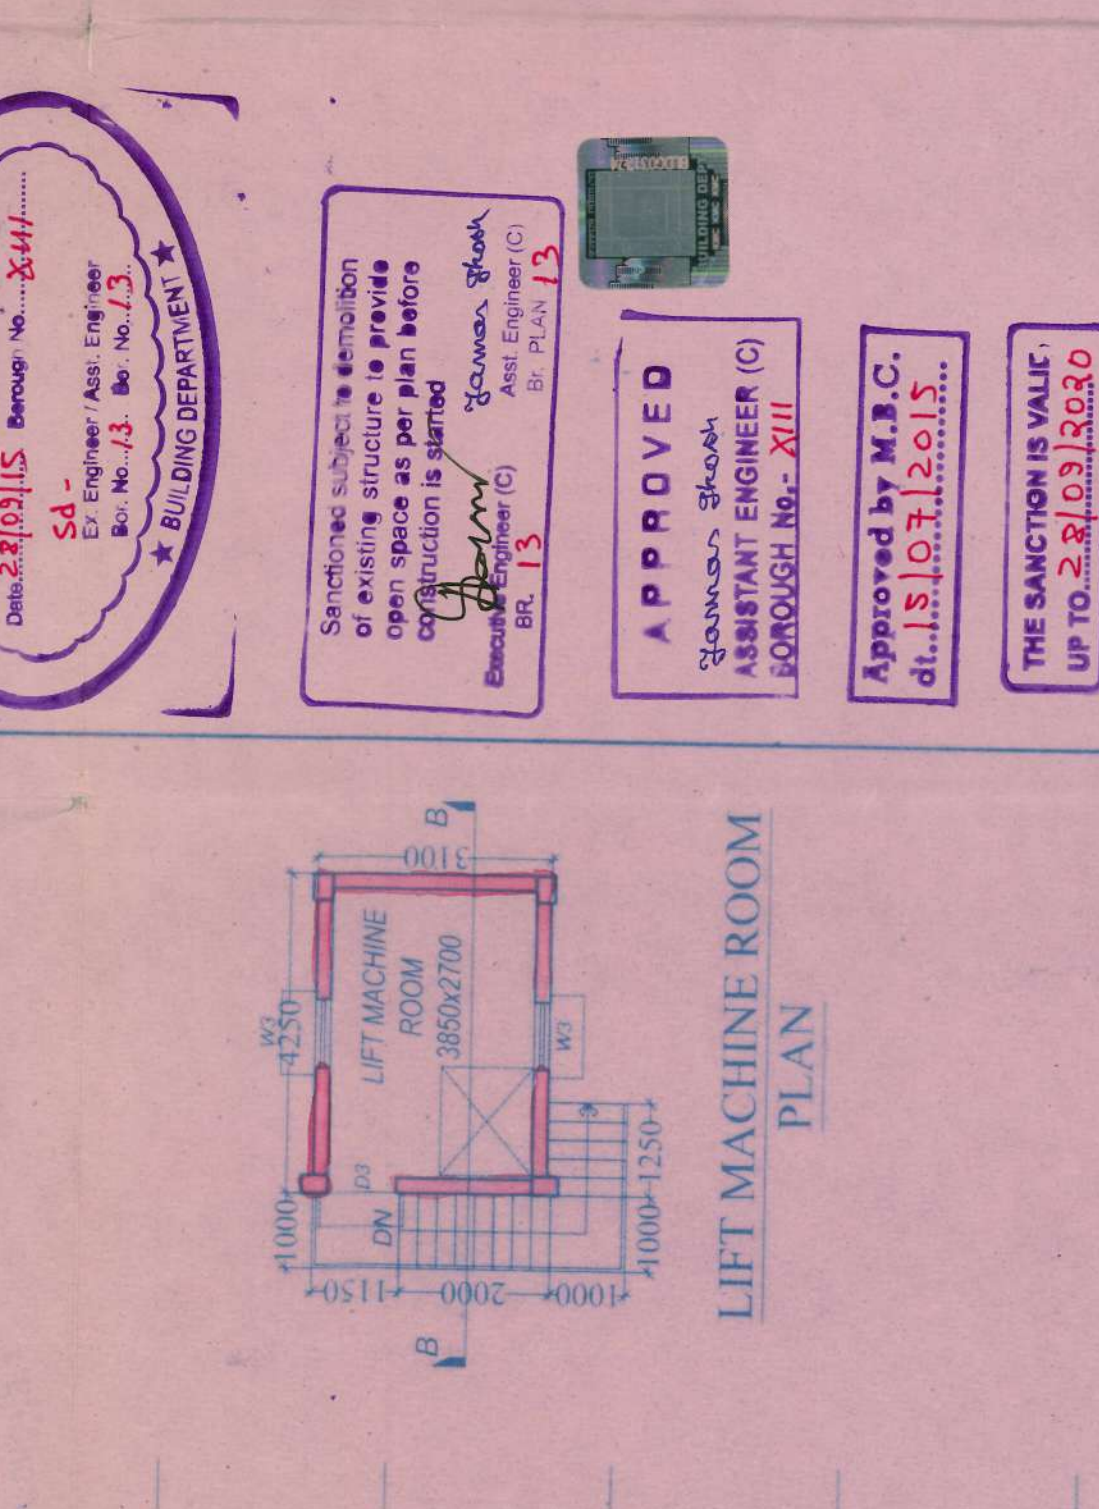 Date...28/09/15 Borough No....XIII......
Sd-
Ex. Engineer / Asst. Engineer
Bor. No...13.. Bor. No...13..
★ BUILDING DEPARTMENT ★
Sanctioned subject to demolition
of existing structure to provide
open space as per plan before
construction is started
Executive Engineer (C)
BR. 13
Asst. Engineer (C)
Br. PLAN 13
BUILDING DEP
APPROVED
ASSISTANT ENGINEER (C)
BOROUGH No.- XIII
Approved by M.B.C.
dt...15/07/2015......
THE SANCTION IS VALID
UP TO...28/09/2020
B
B
1000
4250
W3
3100
1150
2000
1000
D3
DN
LIFT MACHINE
ROOM
3850x2700
W3
1000
1250
LIFT MACHINE ROOM
PLAN